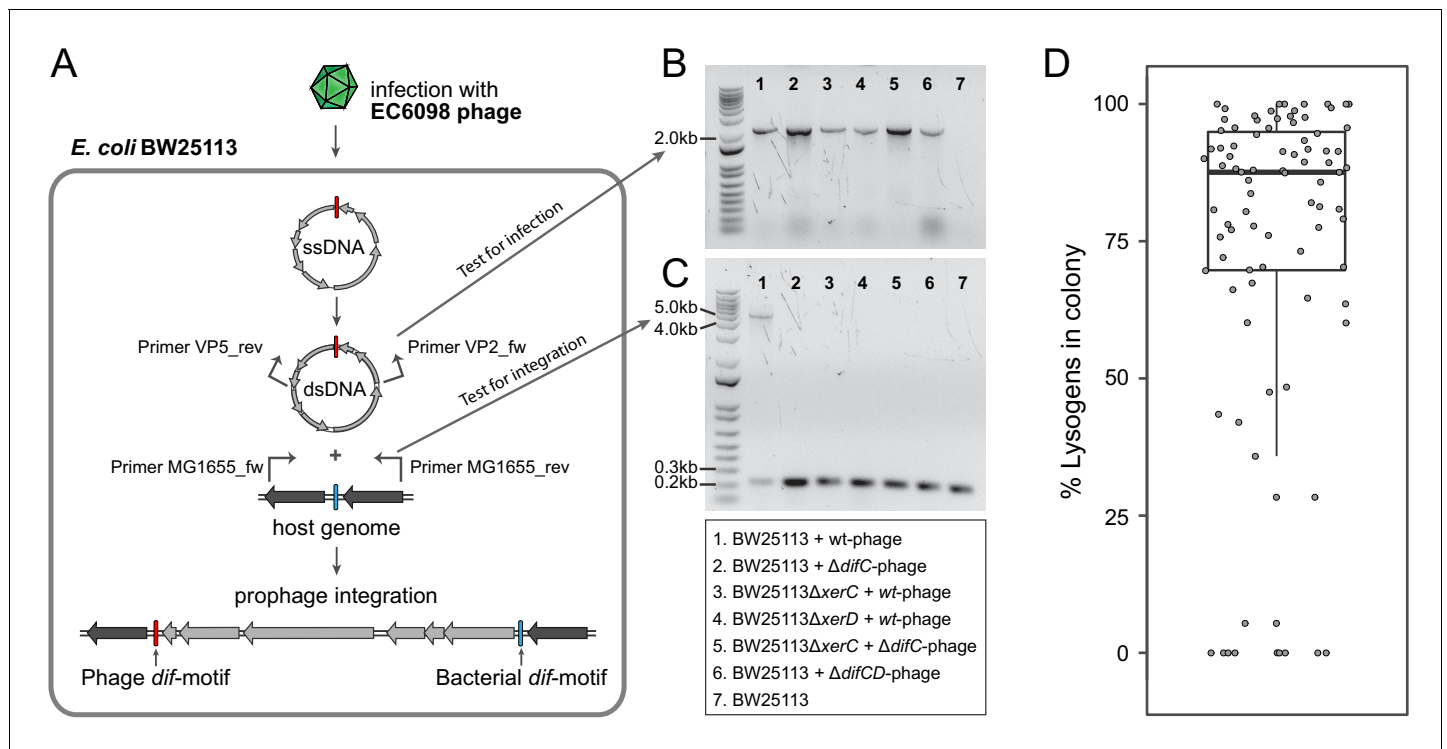 A
infection with
EC6098 phage
E. coli BW25113
ssDNA
Primer VP5_rev
Primer VP2_fw
dsDNA
Test for infection
Test for integration
+
Primer MG1655_fw
Primer MG1655_rev
host genome
prophage integration
Phage dif-motif
Bacterial dif-motif
B
1 2 3 4 5 6 7
2.0kb
C
1 2 3 4 5 6 7
5.0kb
4.0kb
0.3kb
0.2kb
1. BW25113 + wt-phage
2. BW25113 + ΔdifC-phage
3. BW25113ΔxerC + wt-phage
4. BW25113ΔxerD + wt-phage
5. BW25113ΔxerC + ΔdifC-phage
6. BW25113 + ΔdifCD-phage
7. BW25113
D
% Lysogens in colony
100
75
50
25
0